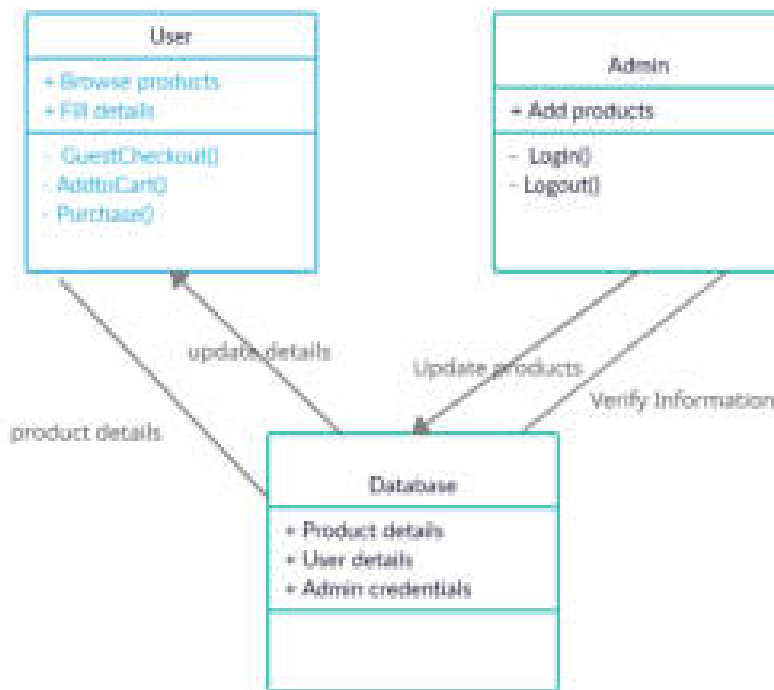 User
+ Browse products
+ Fill details
- GuestCheckout()
- AddtoCart()
- Purchase()
Admin
+ Add products
- Login()
- Logout()
update details
Update products
Verify Information
product details
Database
+ Product details
+ User details
+ Admin credentials